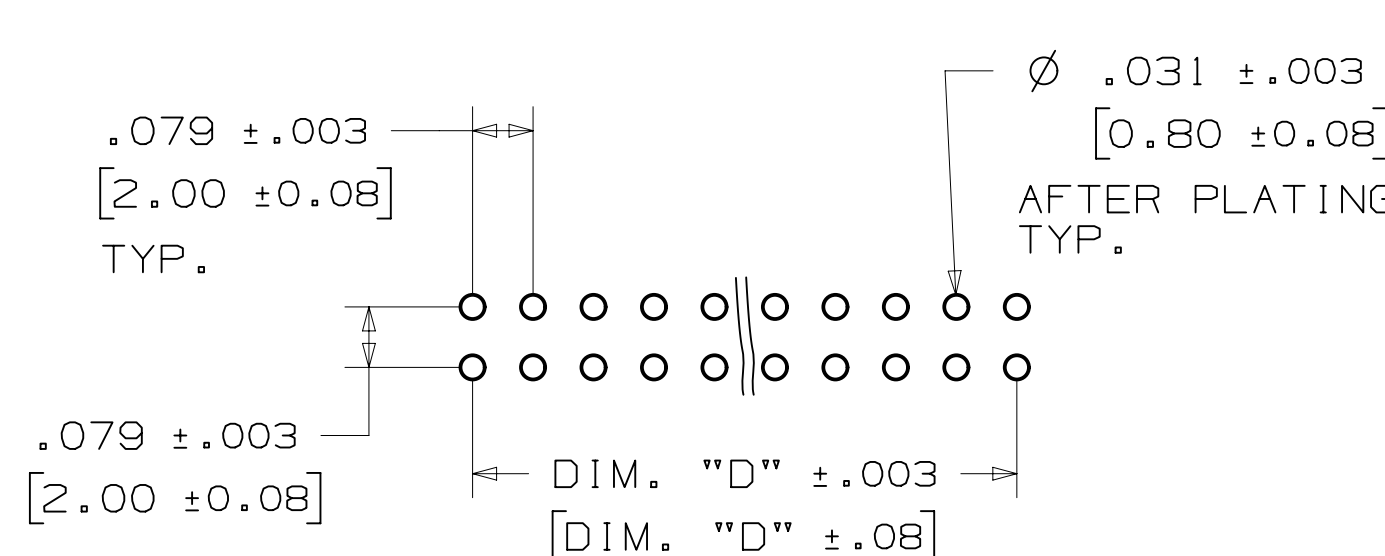 Ø .031 ±.003
[0.80 ±0.08]
AFTER PLATING
TYP.
.079 ±.003
[2.00 ±0.08]
TYP.
.079 ±.003
[2.00 ±0.08]
DIM. "D" ±.003
[DIM. "D" ±.08]